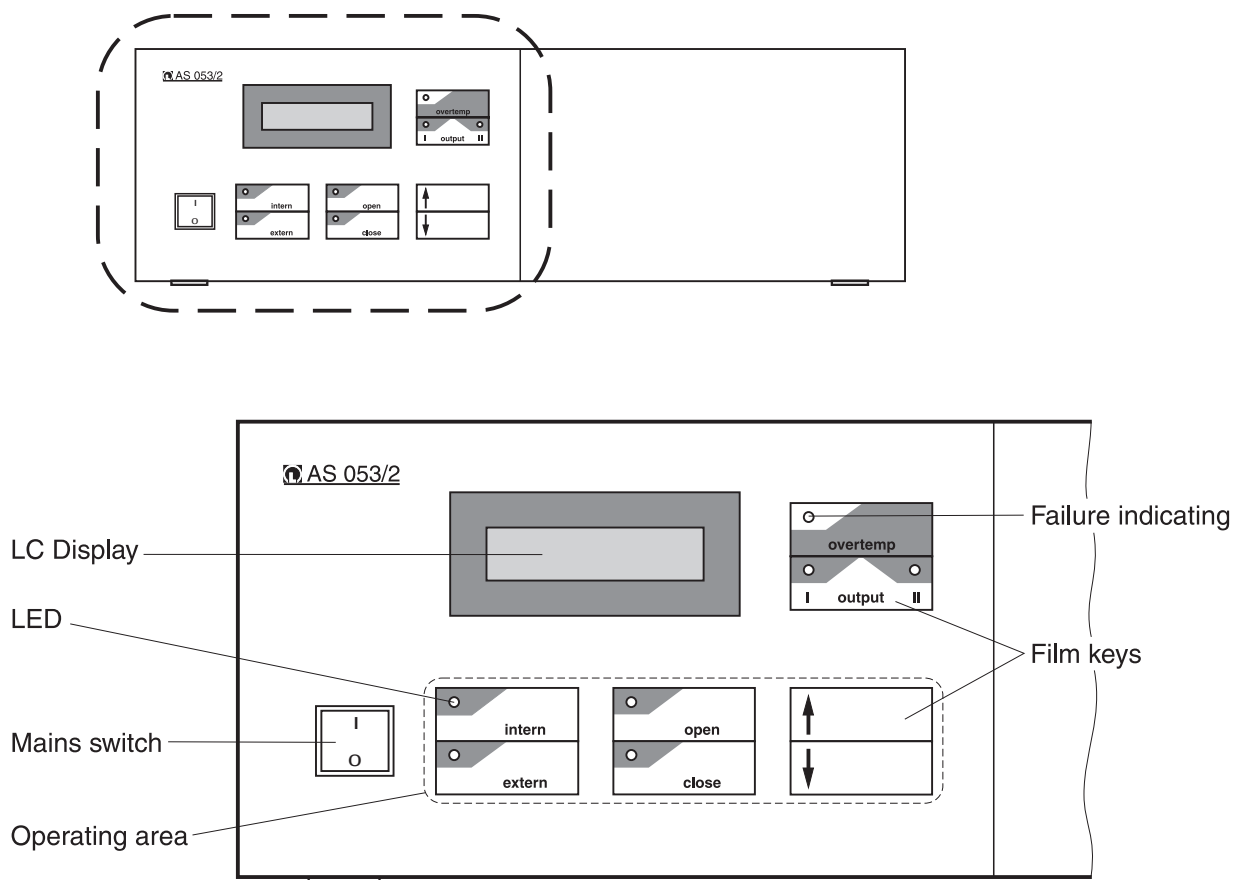 AS 053/2
overtemp
I output II
I
O
intern
open
extern
close
AS 053/2
Failure indicating
overtemp
LC Display
I output II
LED
Film keys
intern
open
Mains switch
I
O
extern
close
Operating area